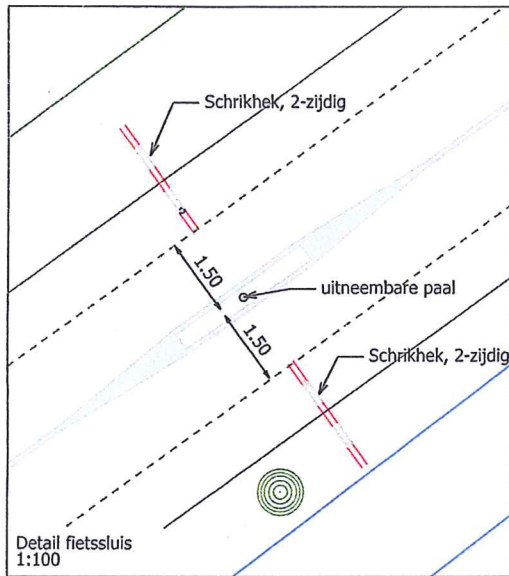 Schrikhek, 2-zijdig
1.50
uitneembare paal
1.50
Schrikhek, 2-zijdig
Detail fietssluis
1:100